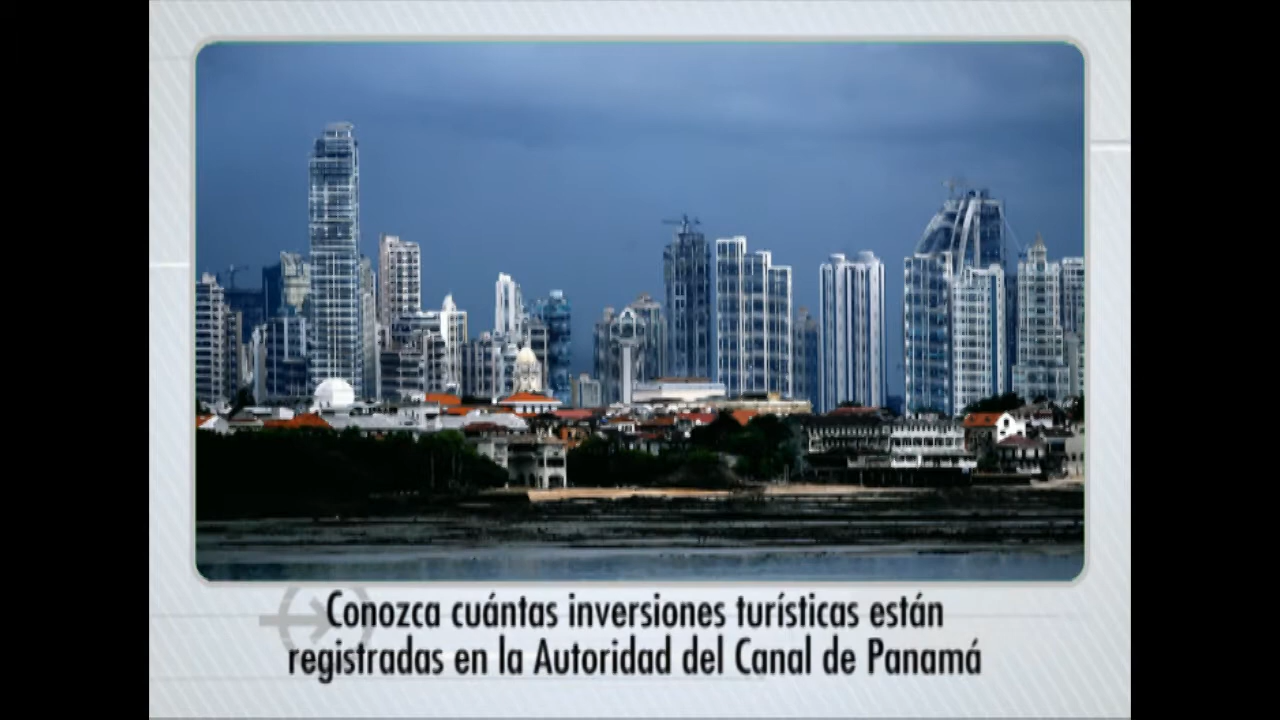 Conozca cuántas inversiones turísticas están
registradas en la Autoridad del Canal de Panamá